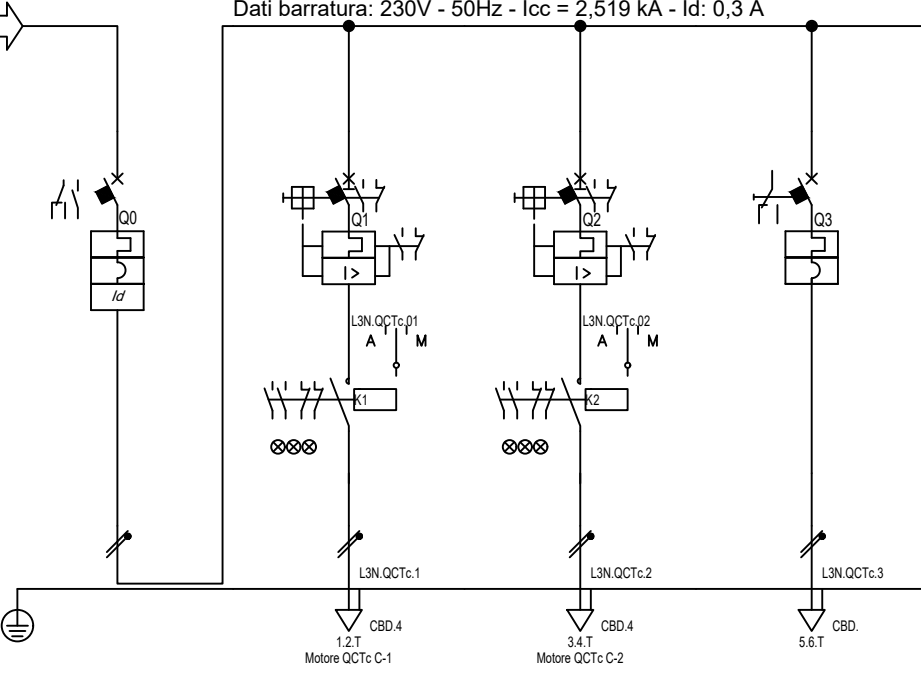 Dati barratura: 230V - 50Hz - Icc = 2,519 kA - Id: 0,3 A
Q0
Q1
Q2
Q3
I>
I>
Id
L3N.QCTc.01
L3N.QCTc.02
A M
A M
K1
K2
L3N.QCTc.1
L3N.QCTc.2
L3N.QCTc.3
CBD.4
CBD.4
CBD.
1.2.T
3.4.T
5.6.T
Motore QCTc C-1
Motore QCTc C-2